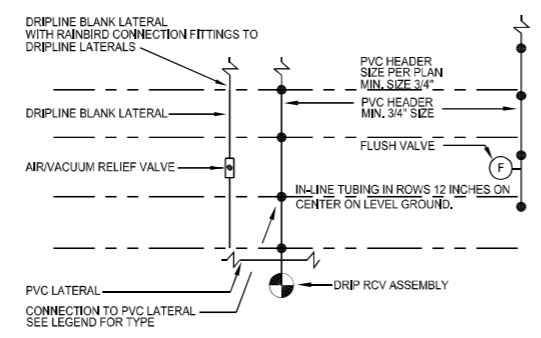 DRIPLINE BLANK LATERAL
WITH RAINBIRD CONNECTION FITTINGS TO
DRIPLINE LATERALS
PVC HEADER
SIZE PER PLAN
MIN. SIZE 3/4"
PVC HEADER
MIN. 3/4" SIZE
DRIPLINE BLANK LATERAL
FLUSH VALVE
F
AIR/VACUUM RELIEF VALVE
IN-LINE TUBING IN ROWS 12 INCHES ON
CENTER ON LEVEL GROUND.
PVC LATERAL
DRIP RCV ASSEMBLY
CONNECTION TO PVC LATERAL
SEE LEGEND FOR TYPE